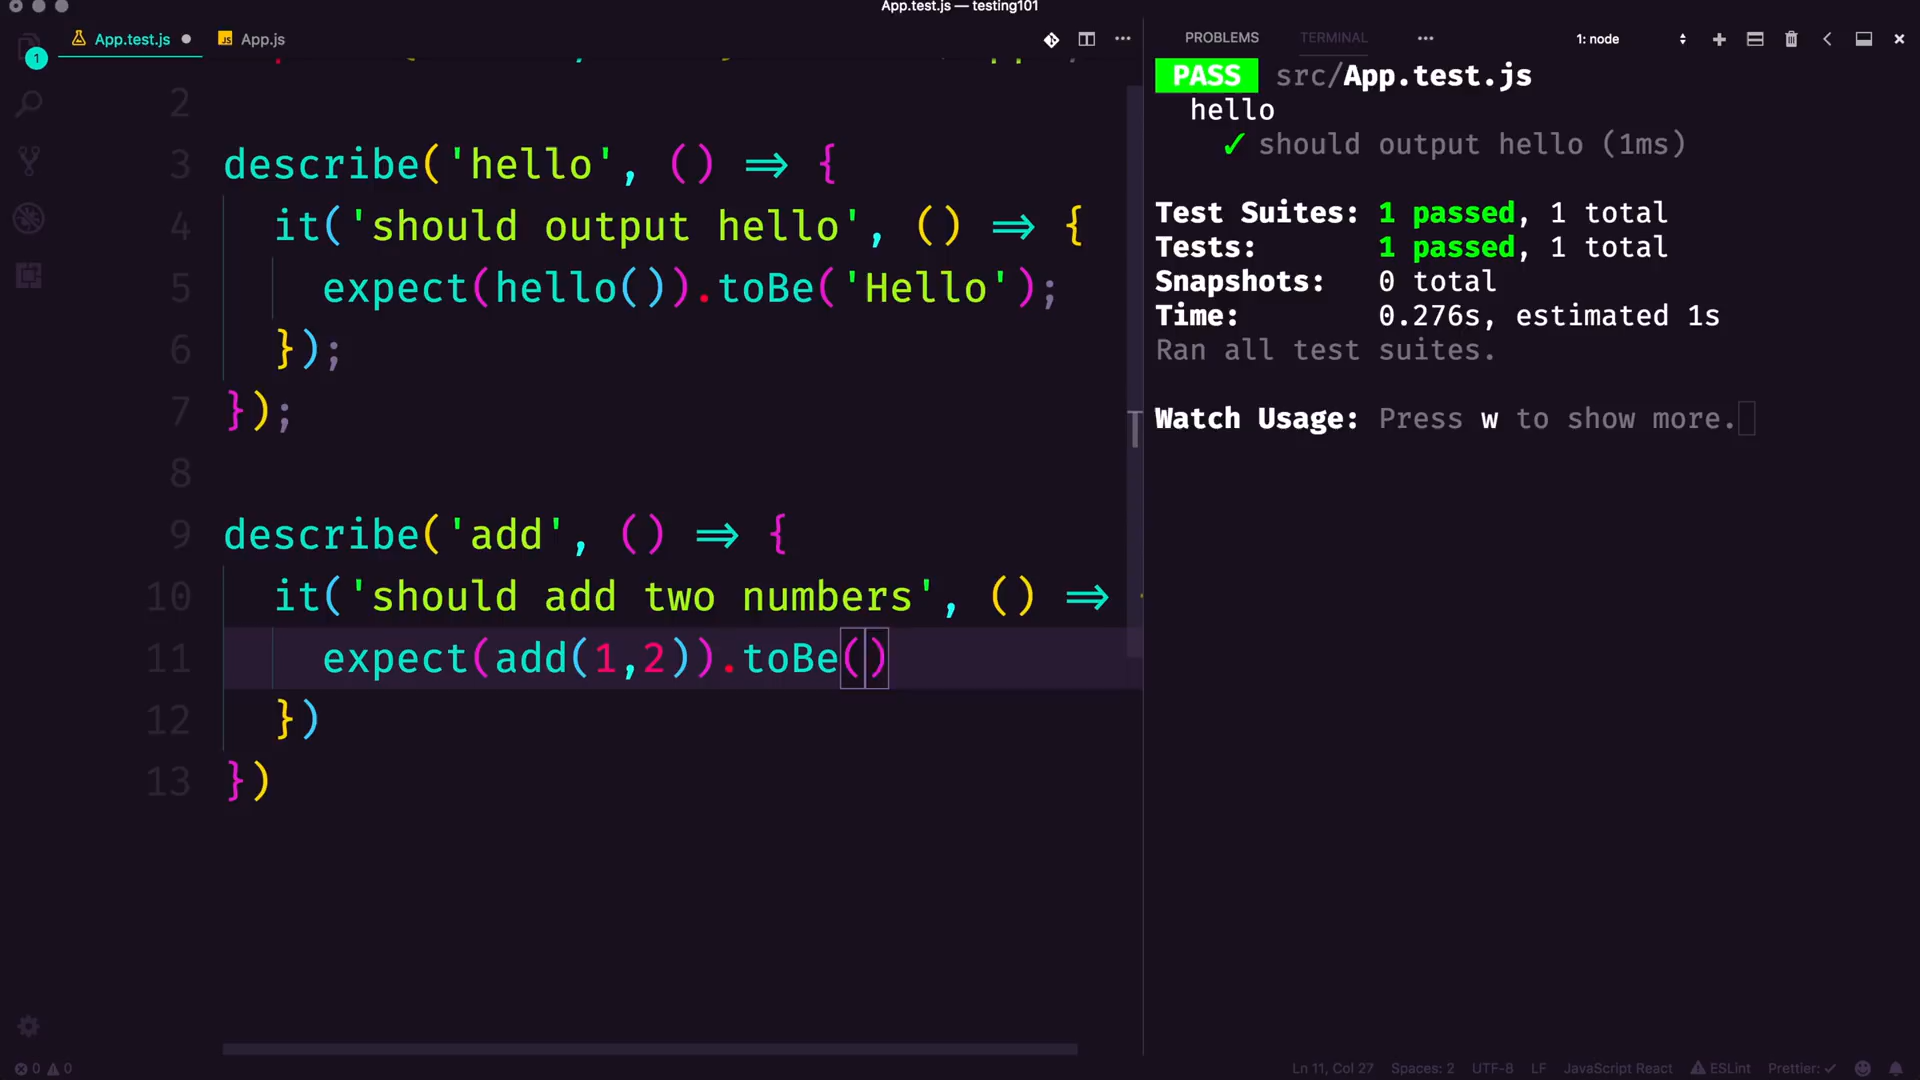 App.test.js — testing101
App.test.js
App.js
1
2
3 describe('hello', () => {
4 it('should output hello', () => {
5 expect(hello()).toBe('Hello');
6 });
7 });
8
9 describe('add', () => {
10 it('should add two numbers', () =>
11 expect(add(1,2)).toBe()
12 })
13 })
PROBLEMS TERMINAL ··· 1: node
PASS src/App.test.js
hello
✓ should output hello (1ms)
Test Suites: 1 passed, 1 total
Tests: 1 passed, 1 total
Snapshots: 0 total
Time: 0.276s, estimated 1s
Ran all test suites.
Watch Usage: Press w to show more.
0 0 Ln 11, Col 27 Spaces: 2 UTF-8 LF JavaScript React ESLint Prettier: ✓